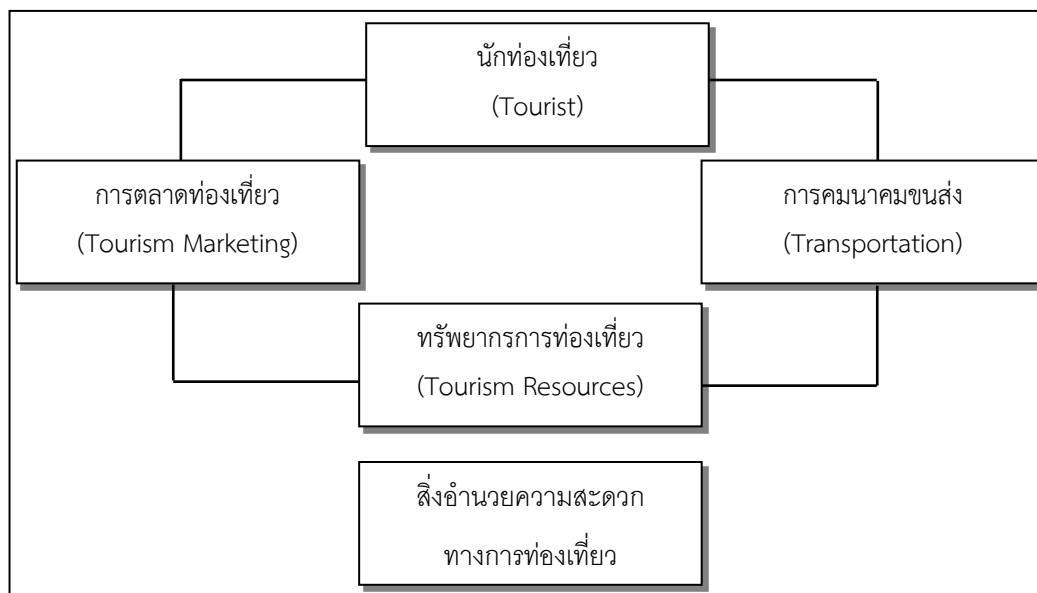 นักท่องเที่ยว
(Tourist)
การตลาดท่องเที่ยว
(Tourism Marketing)
การคมนาคมขนส่ง
(Transportation)
ทรัพยากรการท่องเที่ยว
(Tourism Resources)
สิ่งอำนวยความสะดวก
ทางการท่องเที่ยว